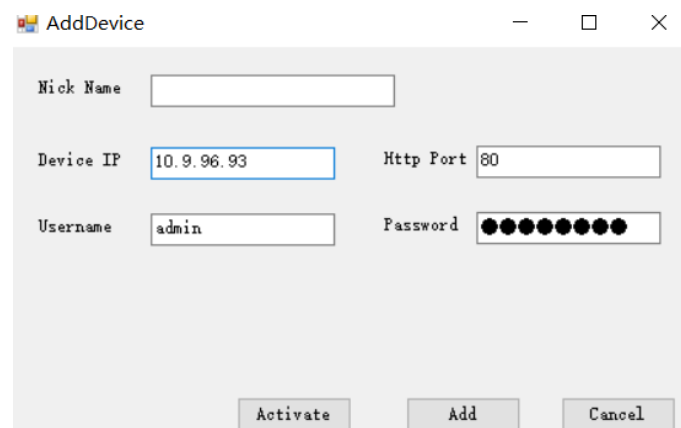 AddDevice
Nick Name
Device IP 10.9.96.93 Http Port 80
Username admin Password ●●●●●●●●
Activate Add Cancel